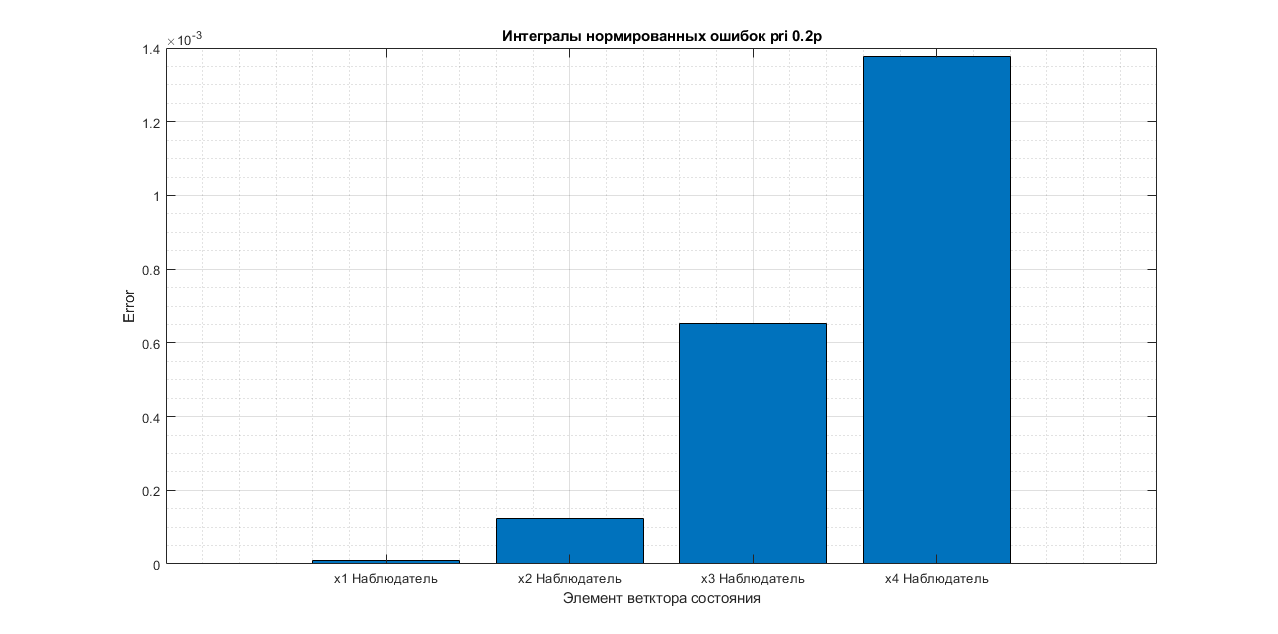 Интегралы нормированных ошибок pri 0.2p
×10-3
1.4
1.2
1
0.8
0.6
0.4
0.2
0
Error
x1 Наблюдатель
x2 Наблюдатель
x3 Наблюдатель
x4 Наблюдатель
Элемент ветктора состояния